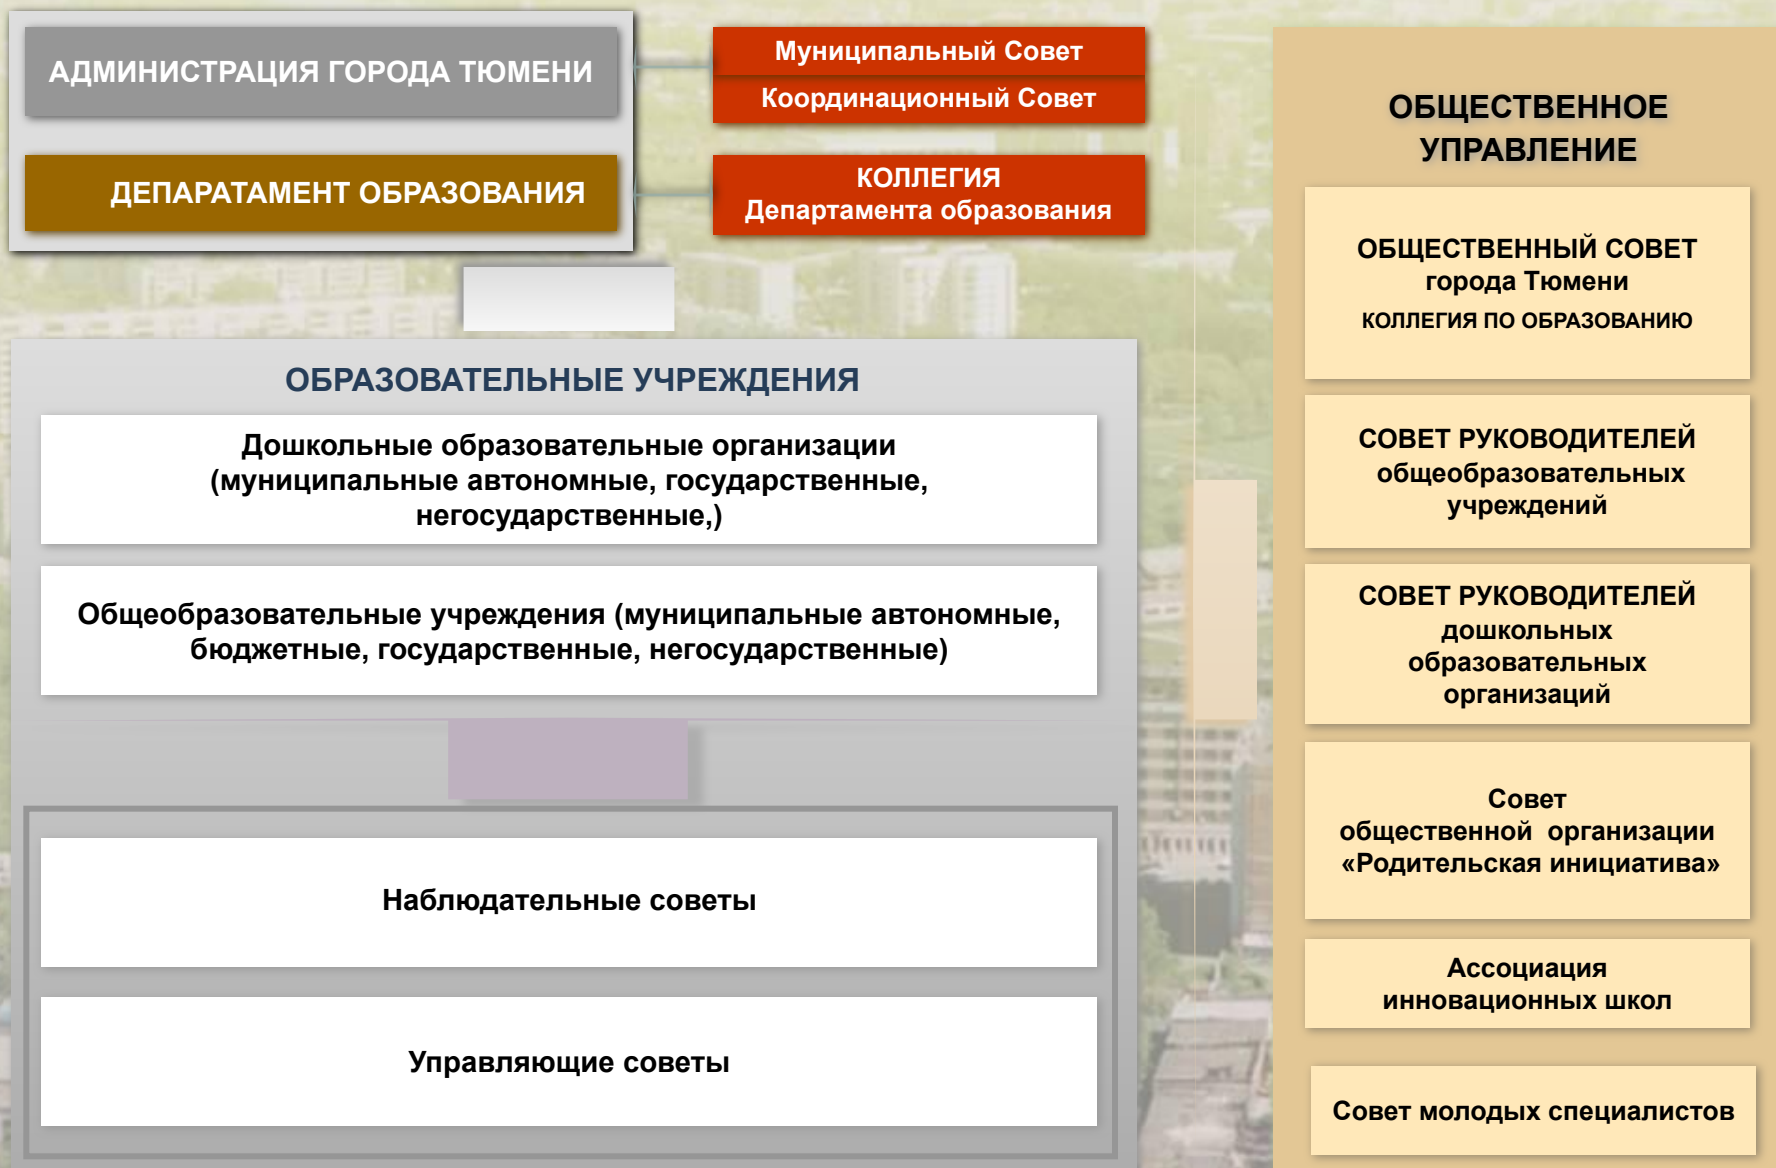 АДМИНИСТРАЦИЯ ГОРОДА ТЮМЕНИ
Муниципальный Совет
Координационный Совет
ДЕПАРАТАМЕНТ ОБРАЗОВАНИЯ
КОЛЛЕГИЯ
Департамента образования
ОБРАЗОВАТЕЛЬНЫЕ УЧРЕЖДЕНИЯ
Дошкольные образовательные организации
(муниципальные автономные, государственные,
негосударственные,)
Общеобразовательные учреждения (муниципальные автономные,
бюджетные, государственные, негосударственные)
Наблюдательные советы
Управляющие советы
ОБЩЕСТВЕННОЕ
УПРАВЛЕНИЕ
ОБЩЕСТВЕННЫЙ СОВЕТ
города Тюмени
КОЛЛЕГИЯ ПО ОБРАЗОВАНИЮ
СОВЕТ РУКОВОДИТЕЛЕЙ
общеобразовательных
учреждений
СОВЕТ РУКОВОДИТЕЛЕЙ
дошкольных
образовательных
организаций
Совет
общественной организации
«Родительская инициатива»
Ассоциация
инновационных школ
Совет молодых специалистов